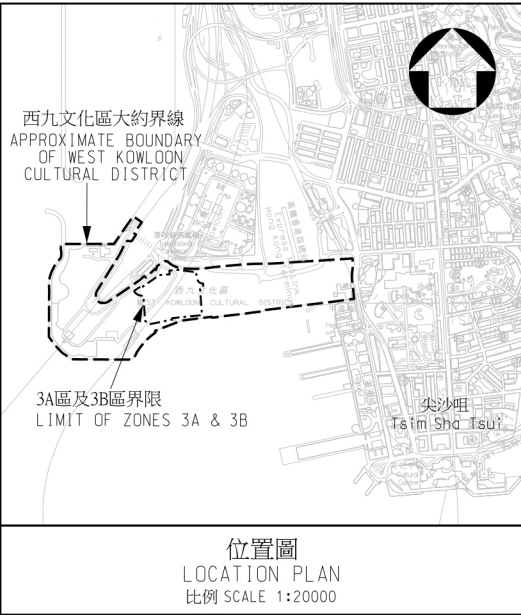 西九文化區大約界線
APPROXIMATE BOUNDARY
OF WEST KOWLOON
CULTURAL DISTRICT
西九文化區
WEST KOWLOON CULTURAL DISTRICT
3A區及3B區界限
LIMIT OF ZONES 3A & 3B
尖沙咀
Tsim Sha Tsui
Cultural
Centre
位置圖
LOCATION PLAN
比例 SCALE 1:20000